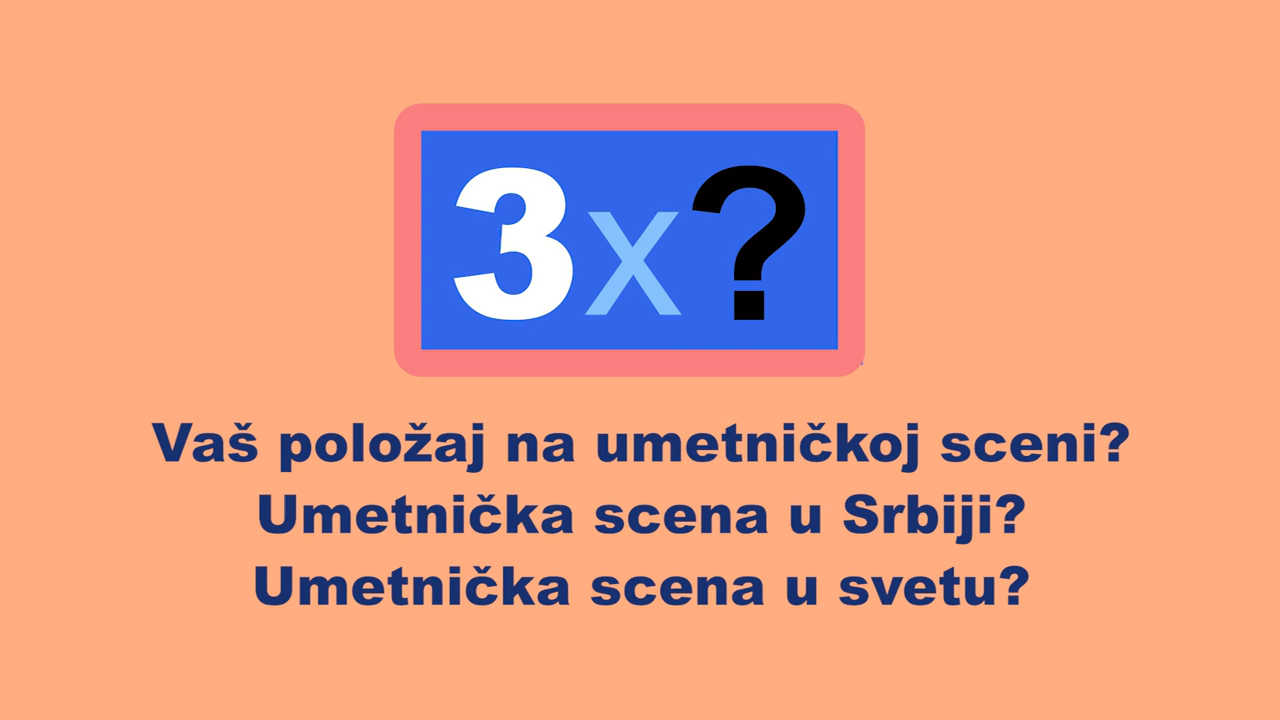 3x?
Vaš položaj na umetničkoj sceni?
Umetnička scena u Srbiji?
Umetnička scena u svetu?